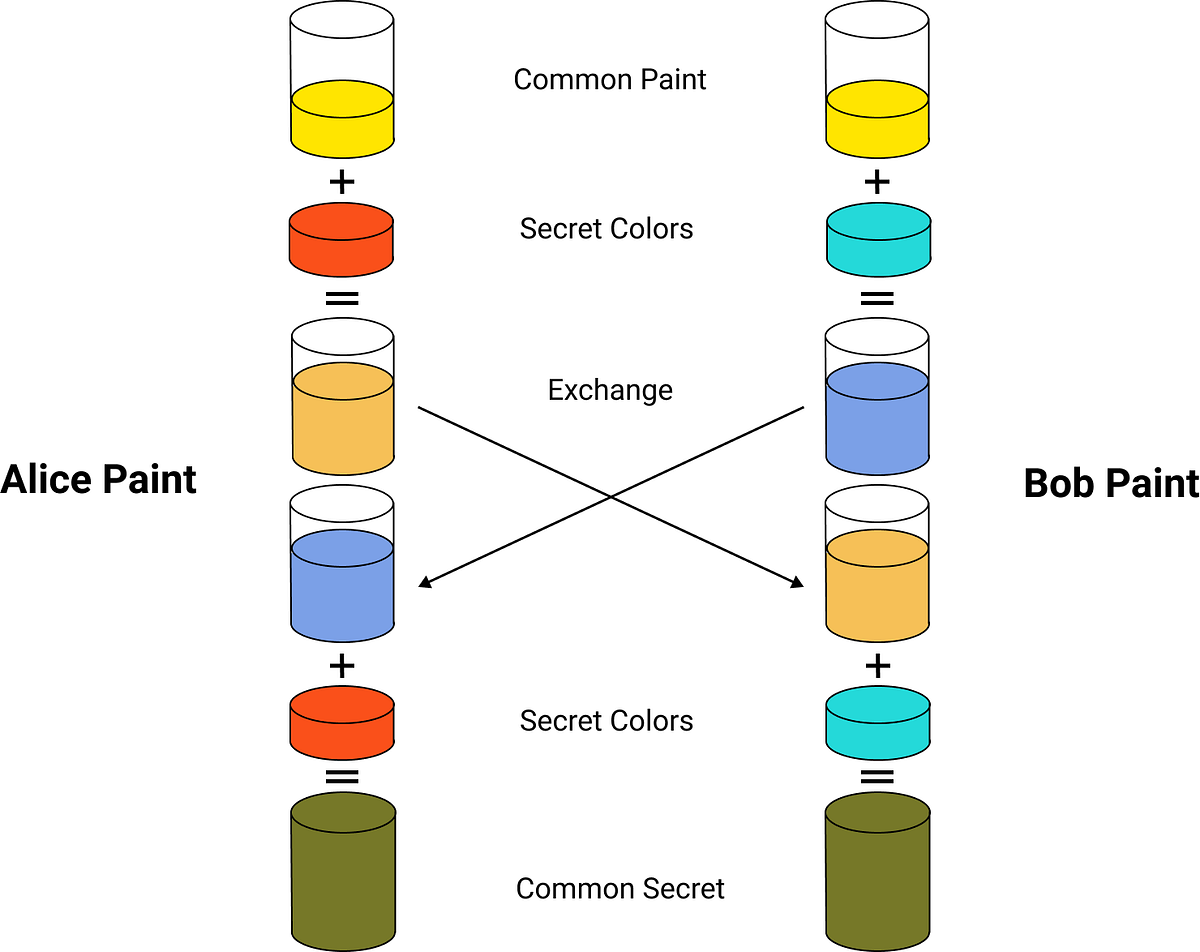 Common Paint
+ +
Secret Colors
= =
Exchange
Alice Paint
Bob Paint
+ +
Secret Colors
= =
Common Secret